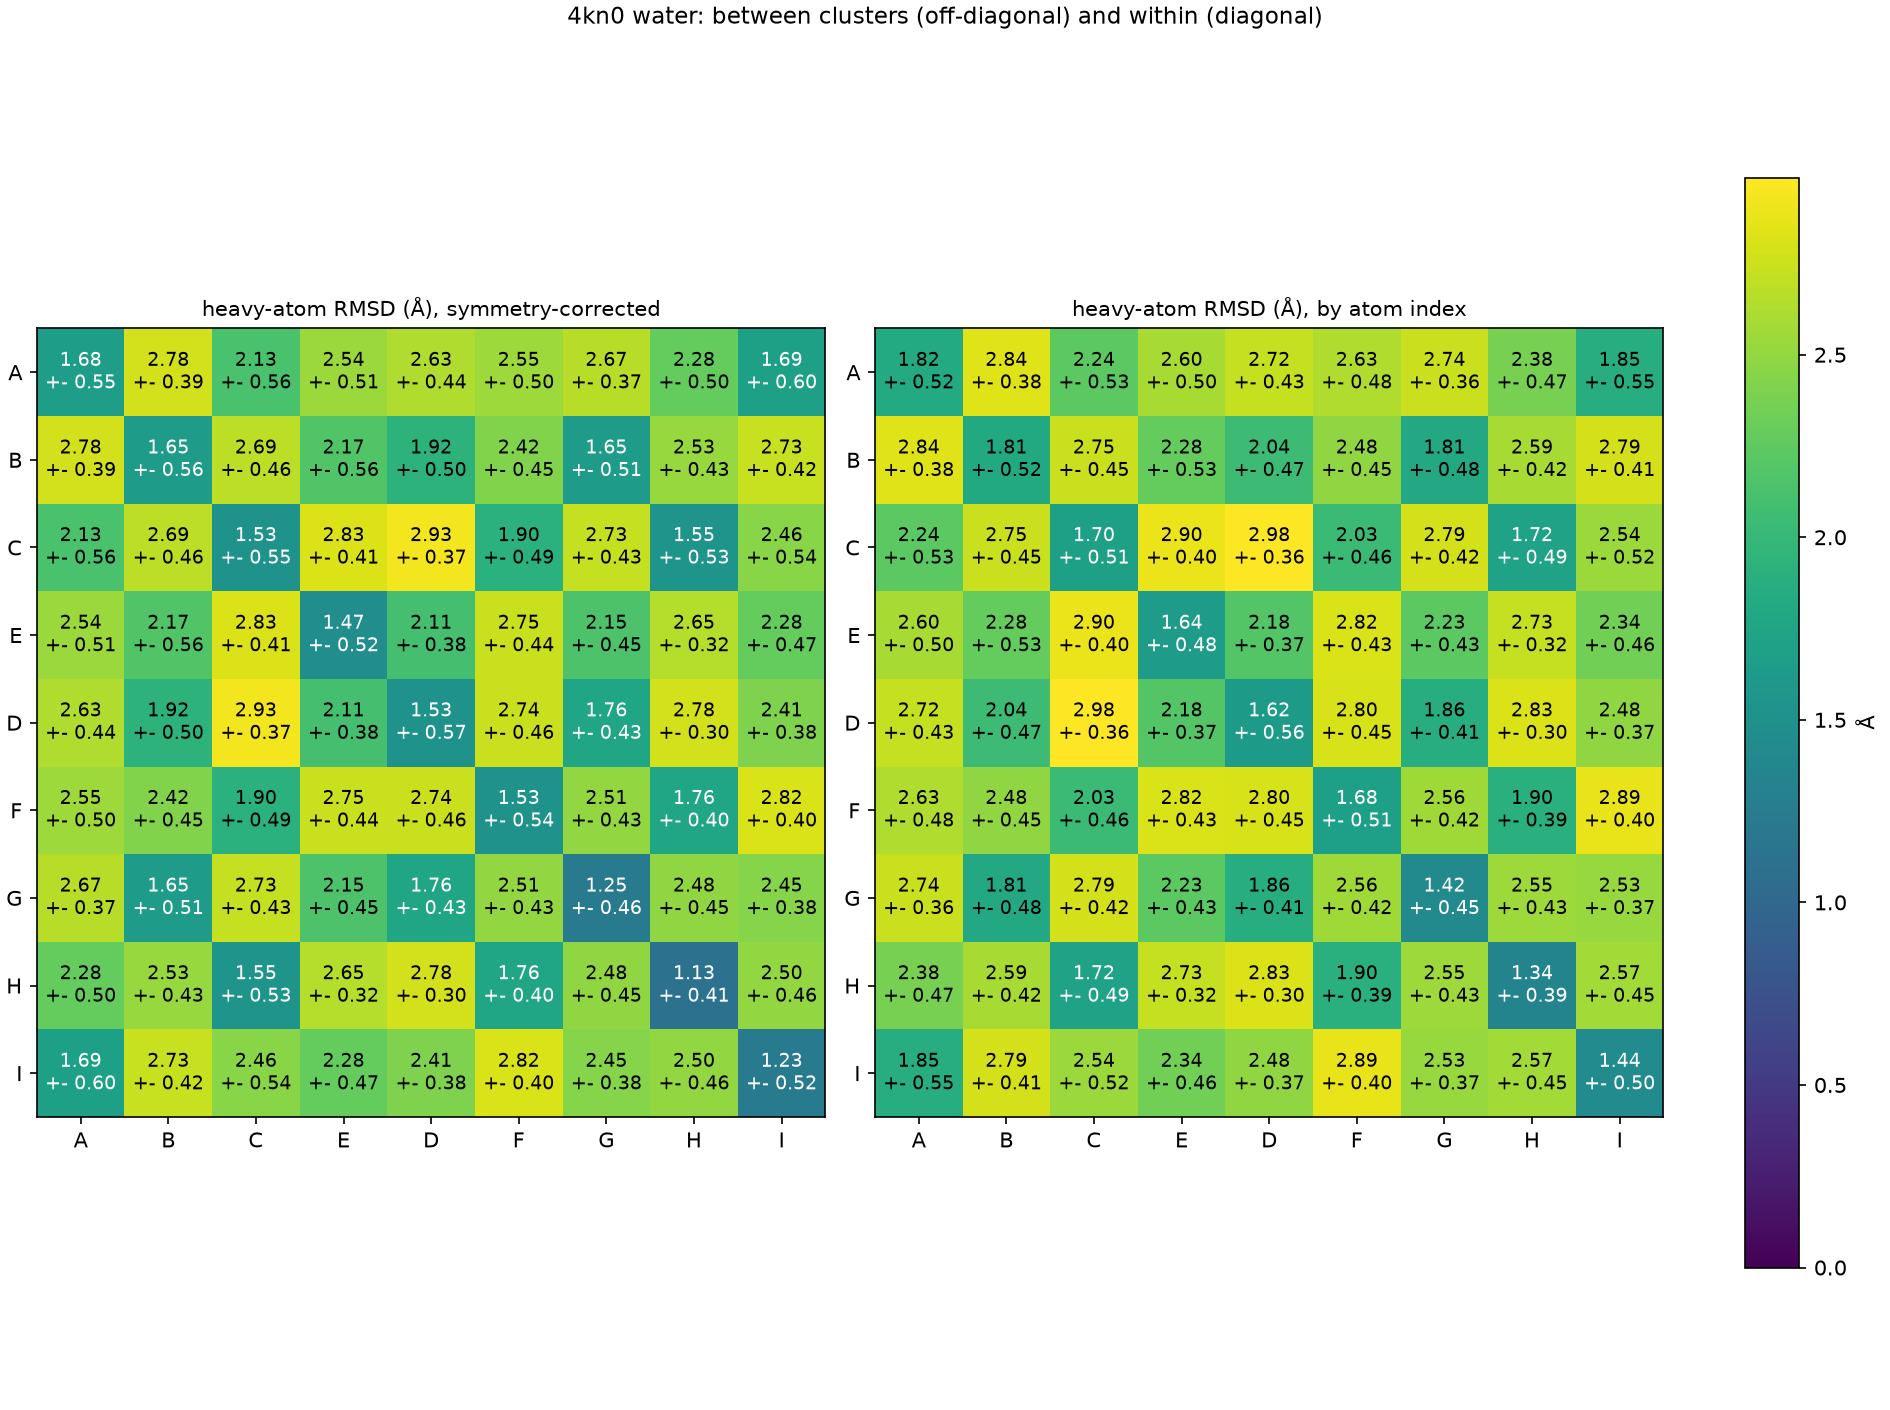 4kn0 water: between clusters (off-diagonal) and within (diagonal)
heavy-atom RMSD (Å), symmetry-corrected
A 1.68 2.78 2.13 2.54 2.63 2.55 2.67 2.28 1.69
+- 0.55 +- 0.39 +- 0.56 +- 0.51 +- 0.44 +- 0.50 +- 0.37 +- 0.50 +- 0.60
B 2.78 1.65 2.69 2.17 1.92 2.42 1.65 2.53 2.73
+- 0.39 +- 0.56 +- 0.46 +- 0.56 +- 0.50 +- 0.45 +- 0.51 +- 0.43 +- 0.42
C 2.13 2.69 1.53 2.83 2.93 1.90 2.73 1.55 2.46
+- 0.56 +- 0.46 +- 0.55 +- 0.41 +- 0.37 +- 0.49 +- 0.43 +- 0.53 +- 0.54
E 2.54 2.17 2.83 1.47 2.11 2.75 2.15 2.65 2.28
+- 0.51 +- 0.56 +- 0.41 +- 0.52 +- 0.38 +- 0.44 +- 0.45 +- 0.32 +- 0.47
D 2.63 1.92 2.93 2.11 1.53 2.74 1.76 2.78 2.41
+- 0.44 +- 0.50 +- 0.37 +- 0.38 +- 0.57 +- 0.46 +- 0.43 +- 0.30 +- 0.38
F 2.55 2.42 1.90 2.75 2.74 1.53 2.51 1.76 2.82
+- 0.50 +- 0.45 +- 0.49 +- 0.44 +- 0.46 +- 0.54 +- 0.43 +- 0.40 +- 0.40
G 2.67 1.65 2.73 2.15 1.76 2.51 1.25 2.48 2.45
+- 0.37 +- 0.51 +- 0.43 +- 0.45 +- 0.43 +- 0.43 +- 0.46 +- 0.45 +- 0.38
H 2.28 2.53 1.55 2.65 2.78 1.76 2.48 1.13 2.50
+- 0.50 +- 0.43 +- 0.53 +- 0.32 +- 0.30 +- 0.40 +- 0.45 +- 0.41 +- 0.46
I 1.69 2.73 2.46 2.28 2.41 2.82 2.45 2.50 1.23
+- 0.60 +- 0.42 +- 0.54 +- 0.47 +- 0.38 +- 0.40 +- 0.38 +- 0.46 +- 0.52
A B C E D F G H I
heavy-atom RMSD (Å), by atom index
A 1.82 2.84 2.24 2.60 2.72 2.63 2.74 2.38 1.85
+- 0.52 +- 0.38 +- 0.53 +- 0.50 +- 0.43 +- 0.48 +- 0.36 +- 0.47 +- 0.55
B 2.84 1.81 2.75 2.28 2.04 2.48 1.81 2.59 2.79
+- 0.38 +- 0.52 +- 0.45 +- 0.53 +- 0.47 +- 0.45 +- 0.48 +- 0.42 +- 0.41
C 2.24 2.75 1.70 2.90 2.98 2.03 2.79 1.72 2.54
+- 0.53 +- 0.45 +- 0.51 +- 0.40 +- 0.36 +- 0.46 +- 0.42 +- 0.49 +- 0.52
E 2.60 2.28 2.90 1.64 2.18 2.82 2.23 2.73 2.34
+- 0.50 +- 0.53 +- 0.40 +- 0.48 +- 0.37 +- 0.43 +- 0.43 +- 0.32 +- 0.46
D 2.72 2.04 2.98 2.18 1.62 2.80 1.86 2.83 2.48
+- 0.43 +- 0.47 +- 0.36 +- 0.37 +- 0.56 +- 0.45 +- 0.41 +- 0.30 +- 0.37
F 2.63 2.48 2.03 2.82 2.80 1.68 2.56 1.90 2.89
+- 0.48 +- 0.45 +- 0.46 +- 0.43 +- 0.45 +- 0.51 +- 0.42 +- 0.39 +- 0.40
G 2.74 1.81 2.79 2.23 1.86 2.56 1.42 2.55 2.53
+- 0.36 +- 0.48 +- 0.42 +- 0.43 +- 0.41 +- 0.42 +- 0.45 +- 0.43 +- 0.37
H 2.38 2.59 1.72 2.73 2.83 1.90 2.55 1.34 2.57
+- 0.47 +- 0.42 +- 0.49 +- 0.32 +- 0.30 +- 0.39 +- 0.43 +- 0.39 +- 0.45
I 1.85 2.79 2.54 2.34 2.48 2.89 2.53 2.57 1.44
+- 0.55 +- 0.41 +- 0.52 +- 0.46 +- 0.37 +- 0.40 +- 0.37 +- 0.45 +- 0.50
A B C E D F G H I
2.5
2.0
1.5
1.0
0.5
0.0
Å